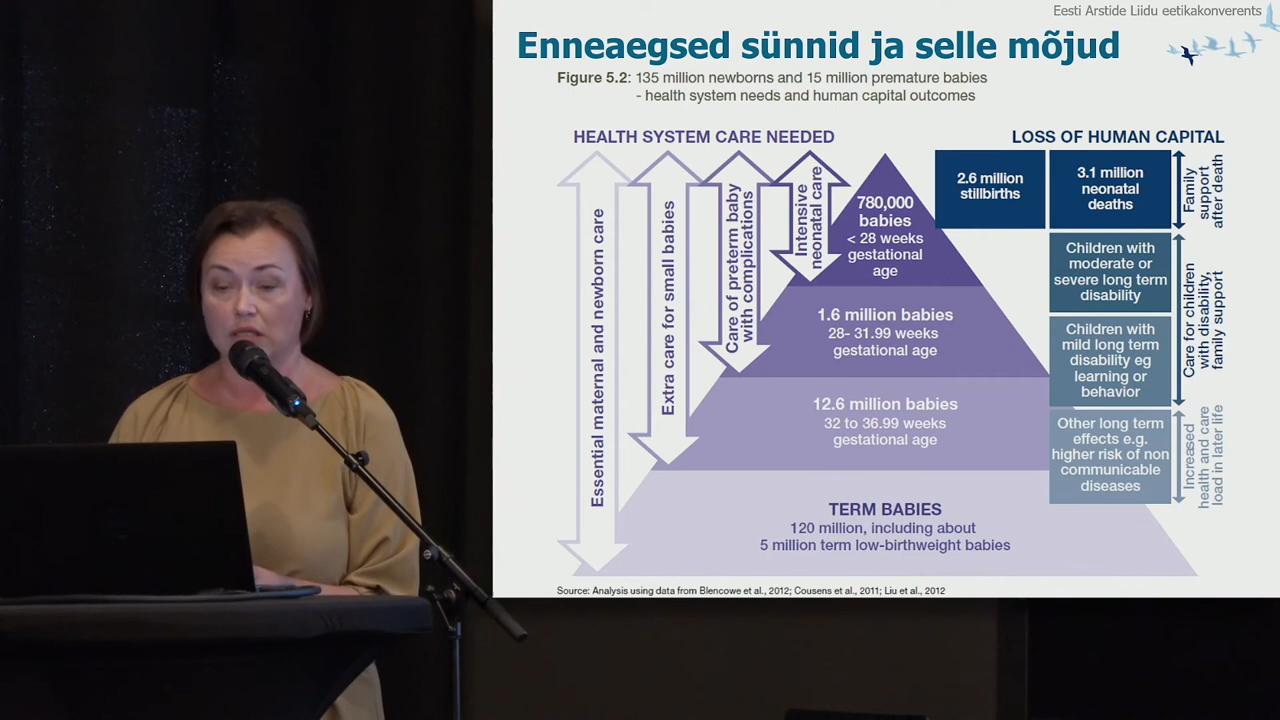 Eesti Arstide Liidu eetikakonverents
Enneaegsed sünnid ja selle mõjud
Figure 5.2: 135 million newborns and 15 million premature babies
- health system needs and human capital outcomes
HEALTH SYSTEM CARE NEEDED
LOSS OF HUMAN CAPITAL
Essential maternal and newborn care
Extra care for small babies
Care of preterm baby
with complications
Intensive
neonatal care
780,000
babies
< 28 weeks
gestational
age
1.6 million babies
28- 31.99 weeks
gestational age
12.6 million babies
32 to 36.99 weeks
gestational age
TERM BABIES
120 million, including about
5 million term low-birthweight babies
2.6 million
stillbirths
3.1 million
neonatal
deaths
Family
support
after death
Children with
moderate or
severe long term
disability
Children with
mild long term
disability eg
learning or
behavior
Care for children
with disability,
family support
Other long term
effects e.g.
higher risk of non
communicable
diseases
Increased
health and care
load in later life
Source: Analysis using data from Blencowe et al., 2012; Cousens et al., 2011; Liu et al., 2012